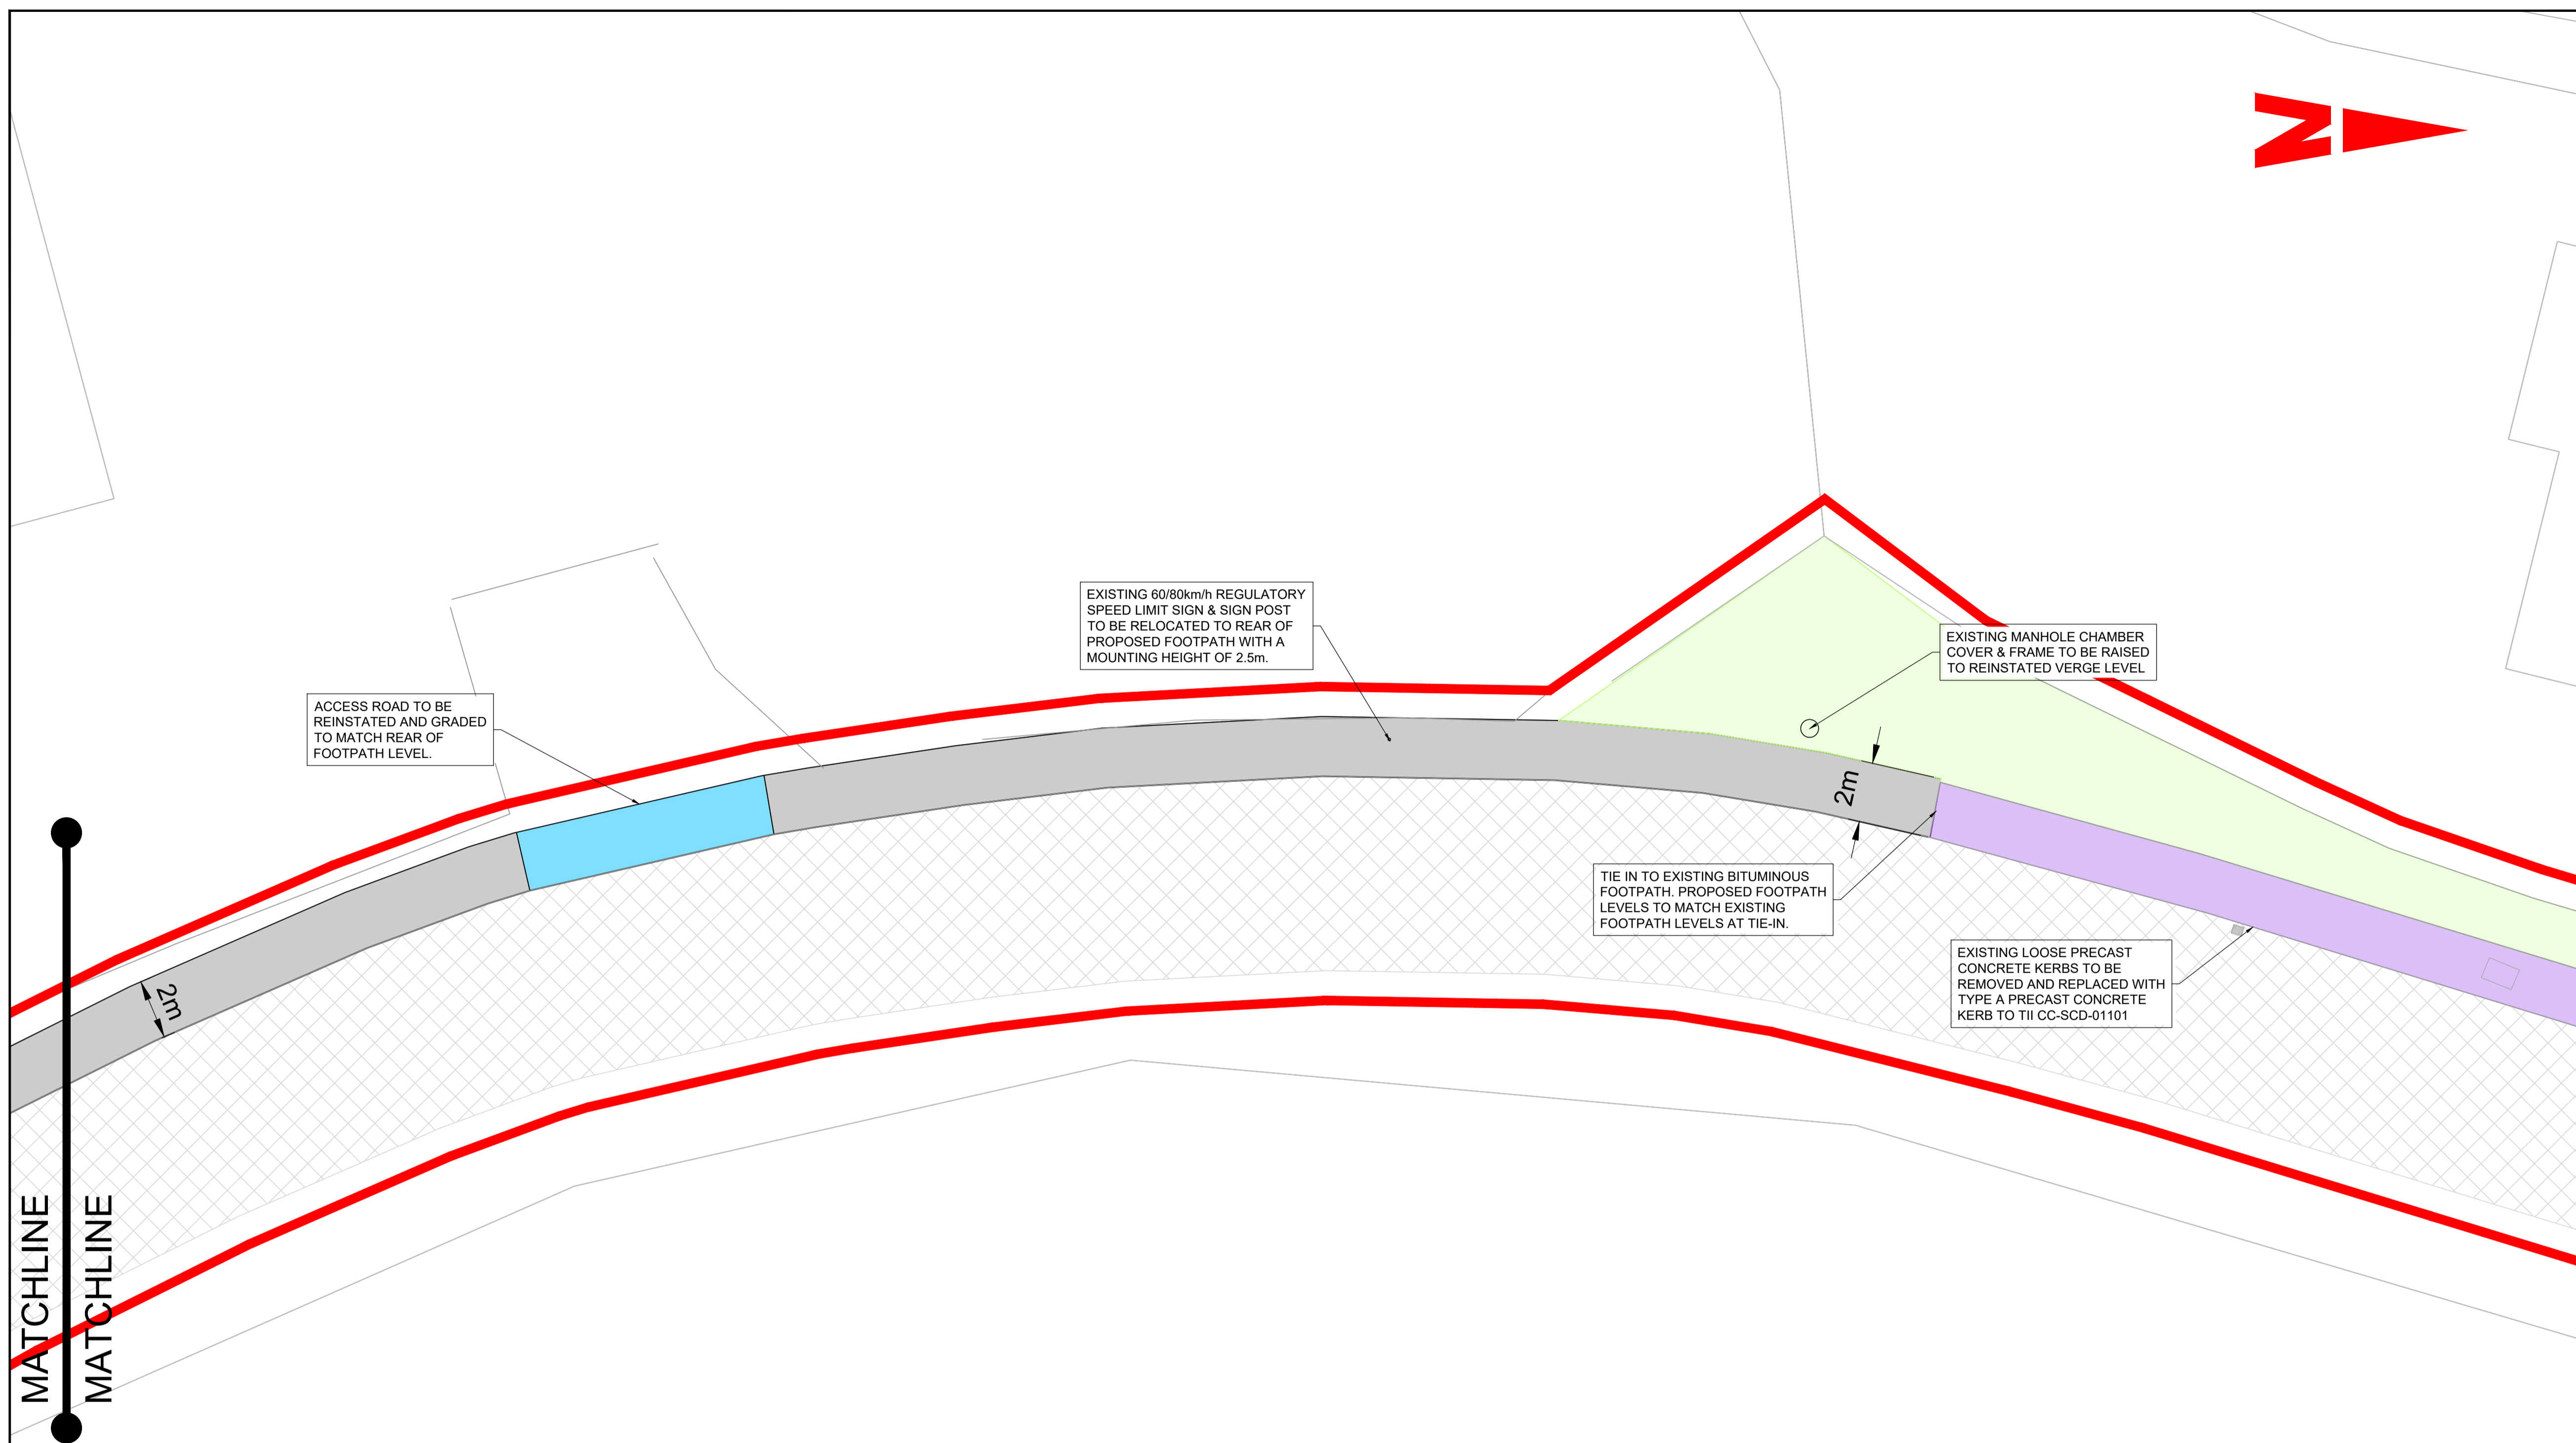 N
EXISTING 60/80km/h REGULATORY
SPEED LIMIT SIGN & SIGN POST
TO BE RELOCATED TO REAR OF
PROPOSED FOOTPATH WITH A
MOUNTING HEIGHT OF 2.5m.
EXISTING MANHOLE CHAMBER
COVER & FRAME TO BE RAISED
TO REINSTATED VERGE LEVEL
ACCESS ROAD TO BE
REINSTATED AND GRADED
TO MATCH REAR OF
FOOTPATH LEVEL.
2m
TIE IN TO EXISTING BITUMINOUS
FOOTPATH. PROPOSED FOOTPATH
LEVELS TO MATCH EXISTING
FOOTPATH LEVELS AT TIE-IN.
EXISTING LOOSE PRECAST
CONCRETE KERBS TO BE
REMOVED AND REPLACED WITH
TYPE A PRECAST CONCRETE
KERB TO TII CC-SCD-01101
2m
MATCHLINE
MATCHLINE